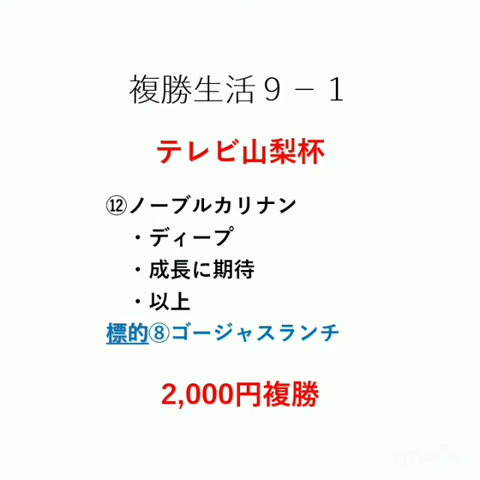 複勝生活９－１
テレビ山梨杯
⑫ノーブルカリナン
・ディープ
・成長に期待
・以上
標的⑧ゴージャスランチ
2,000円複勝